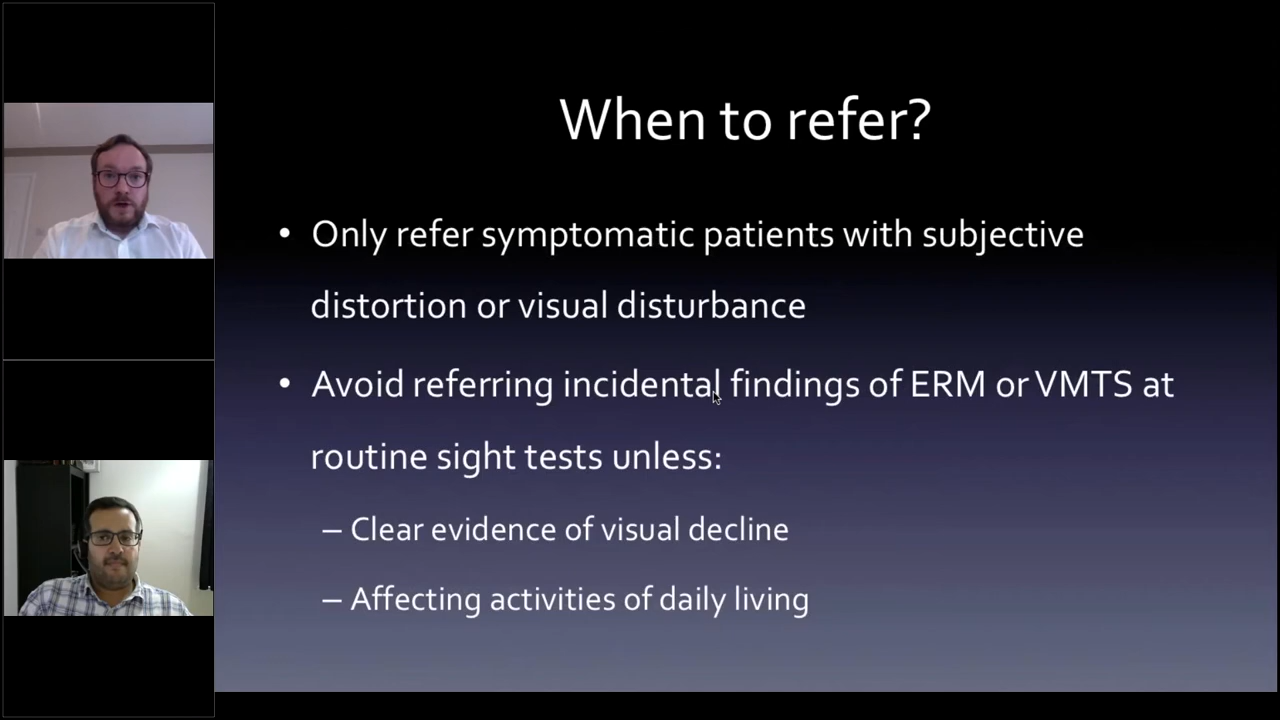 When to refer?
• Only refer symptomatic patients with subjective
distortion or visual disturbance
• Avoid referring incidental findings of ERM or VMTS at
routine sight tests unless:
– Clear evidence of visual decline
– Affecting activities of daily living